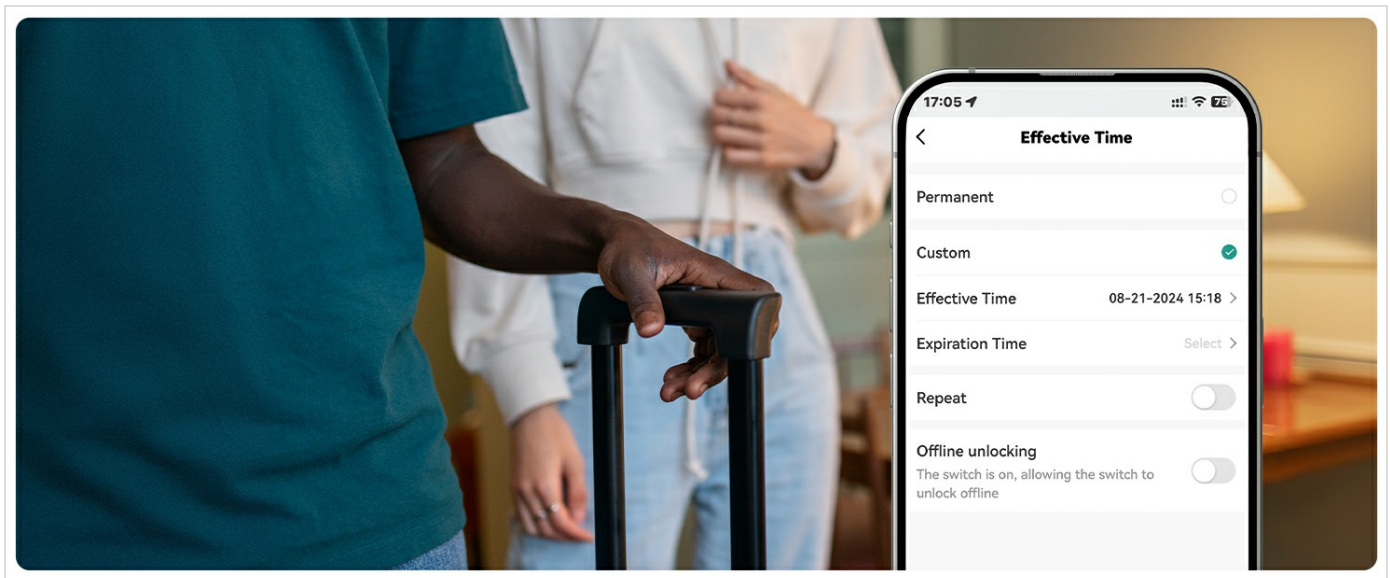 17:05
75
Effective Time
Permanent
Custom
Effective Time 08-21-2024 15:18
Expiration Time Select
Repeat
Offline unlocking
The switch is on, allowing the switch to
unlock offline